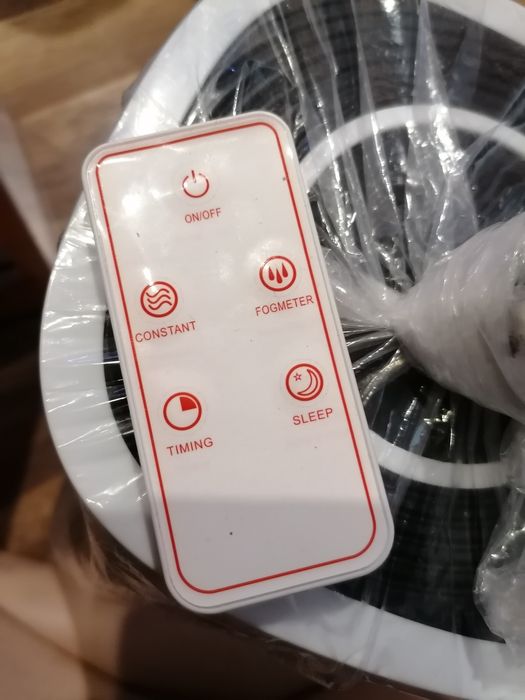 ON/OFF
CONSTANT
FOGMETER
TIMING
SLEEP